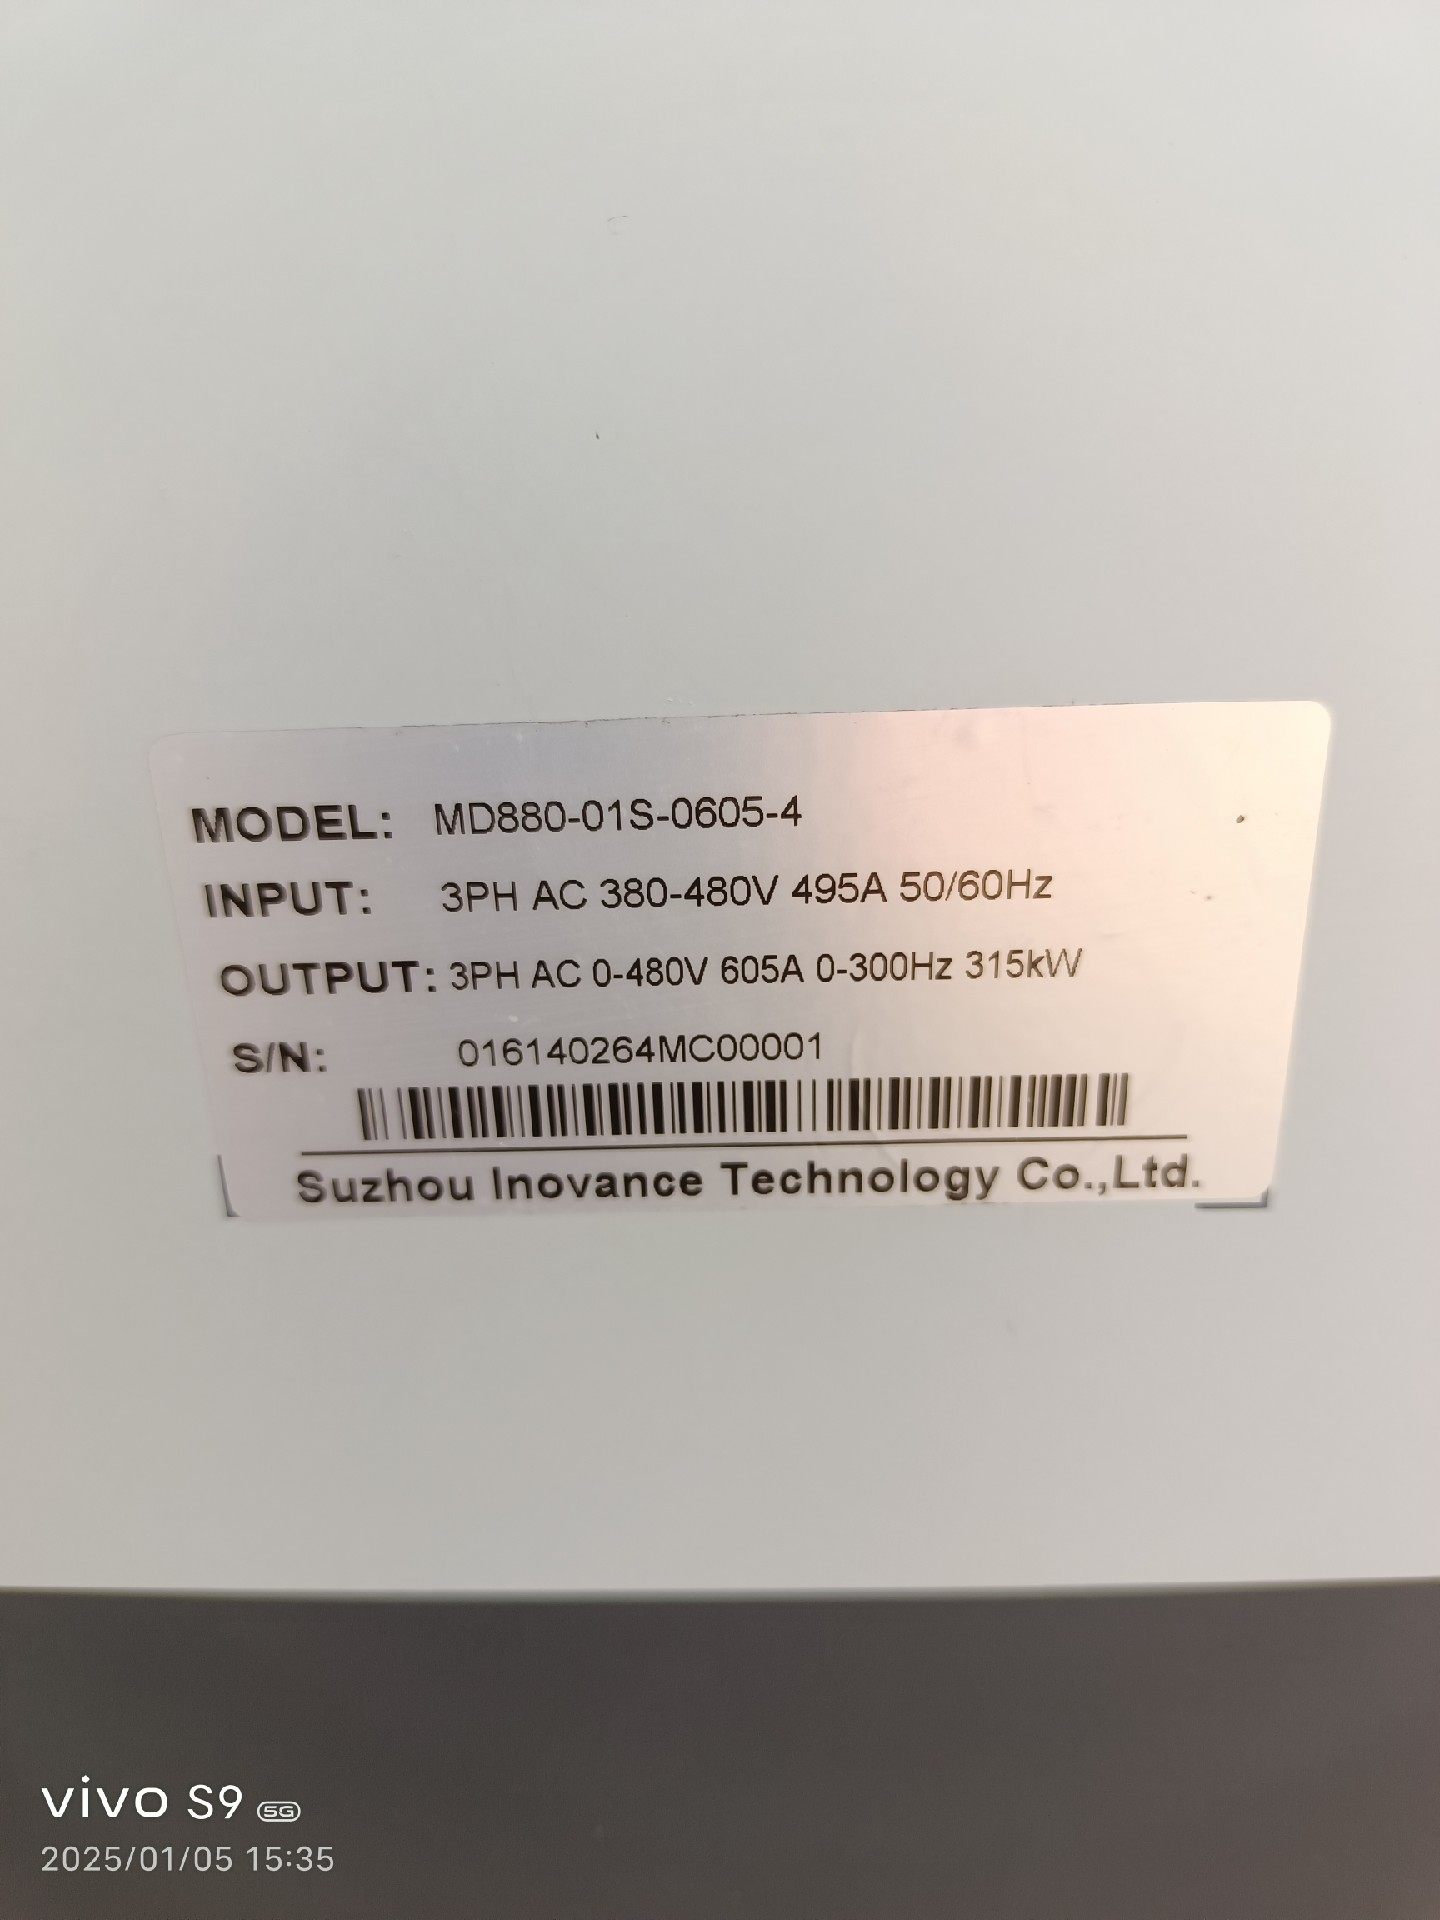 MODEL: MD880-01S-0605-4
INPUT: 3PH AC 380-480V 495A 50/60Hz
OUTPUT: 3PH AC 0-480V 605A 0-300Hz 315kW
S/N: 016140264MC00001
Suzhou Inovance Technology Co.,Ltd.
vivo S9 5G
2025/01/05 15:35